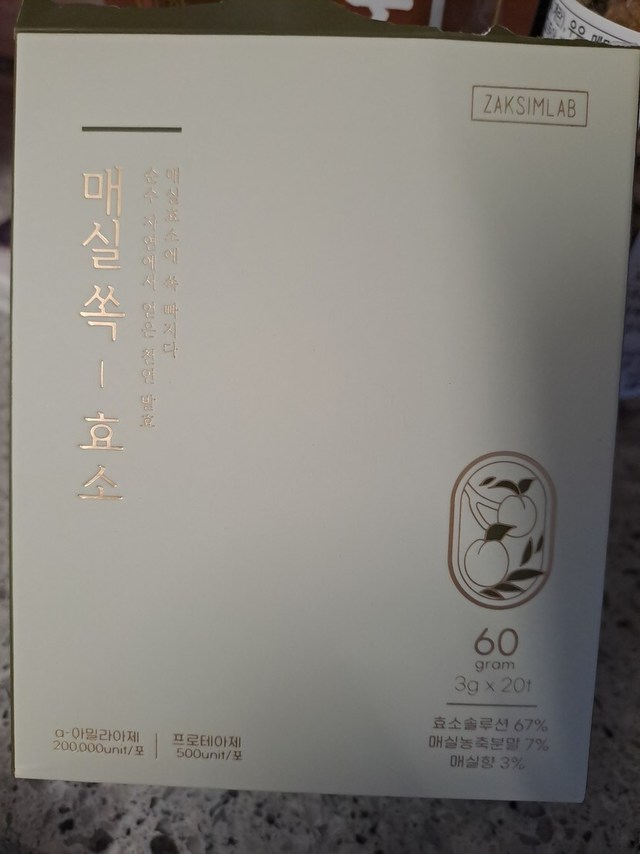 ZAKSIMLAB
매실 쏙 - 효소
매실효소에 쏙 빠지다
순수 자연에서 얻은 천연 발효
60
gram
3g x 20T
효소솔루션 67%
매실농축분말 7%
매실향 3%
α-아밀라아제
200,000unit/포
프로테아제
500unit/포